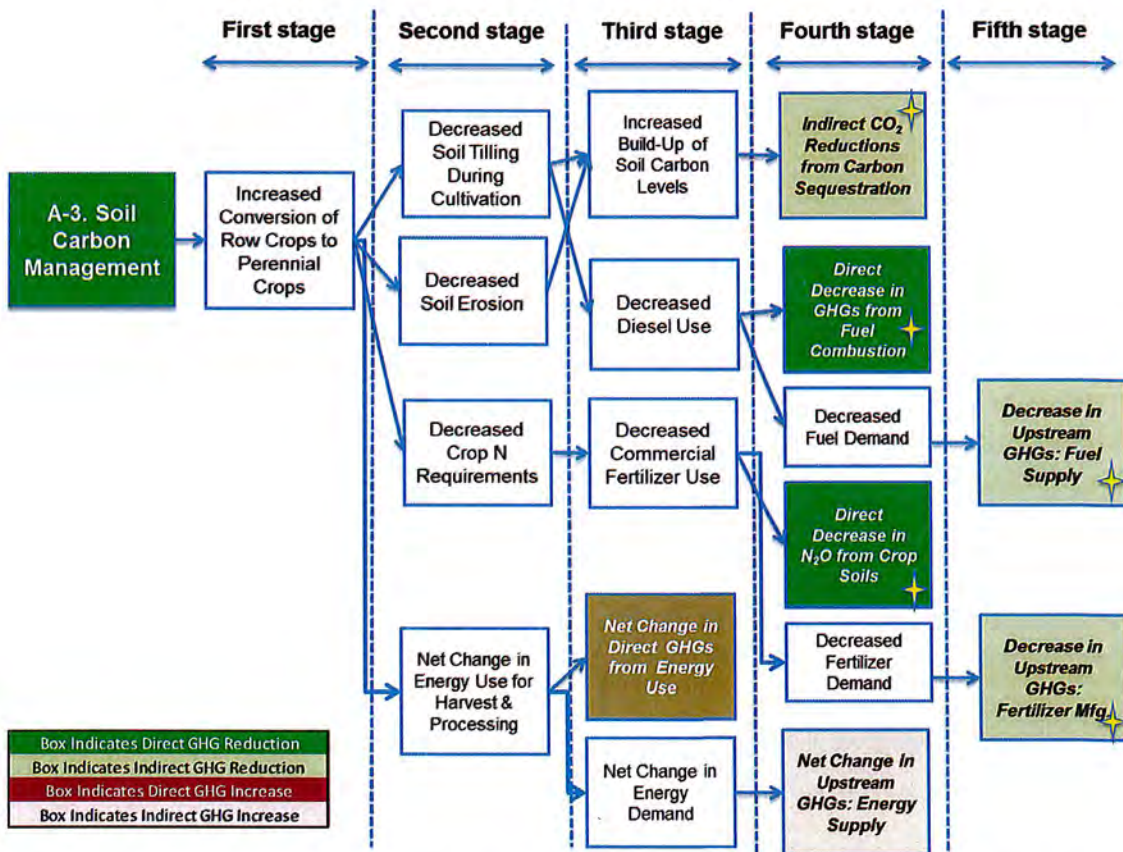 First stage
Second stage
Third stage
Fourth stage
Fifth stage
A-3. Soil
Carbon
Management
Increased
Conversion of
Row Crops to
Perennial
Crops
Decreased
Soil Tilling
During
Cultivation
Decreased
Soil Erosion
Decreased
Crop N
Requirements
Net Change in
Energy Use for
Harvest &
Processing
Increased
Build-Up of
Soil Carbon
Levels
Decreased
Diesel Use
Decreased
Commercial
Fertilizer Use
Net Change in
Direct GHGs
from Energy
Use
Net Change in
Energy
Demand
Indirect CO₂
Reductions
from Carbon
Sequestration
Direct
Decrease in
GHGs from
Fuel
Combustion
Decreased
Fuel Demand
Direct
Decrease in
N₂O from Crop
Soils
Decreased
Fertilizer
Demand
Net Change In
Upstream
GHGs: Energy
Supply
Decrease in
Upstream
GHGs: Fuel
Supply
Decrease in
Upstream
GHGs:
Fertilizer Mfg.
Box Indicates Direct GHG Reduction
Box Indicates Indirect GHG Reduction
Box Indicates Direct GHG Increase
Box Indicates Indirect GHG Increase